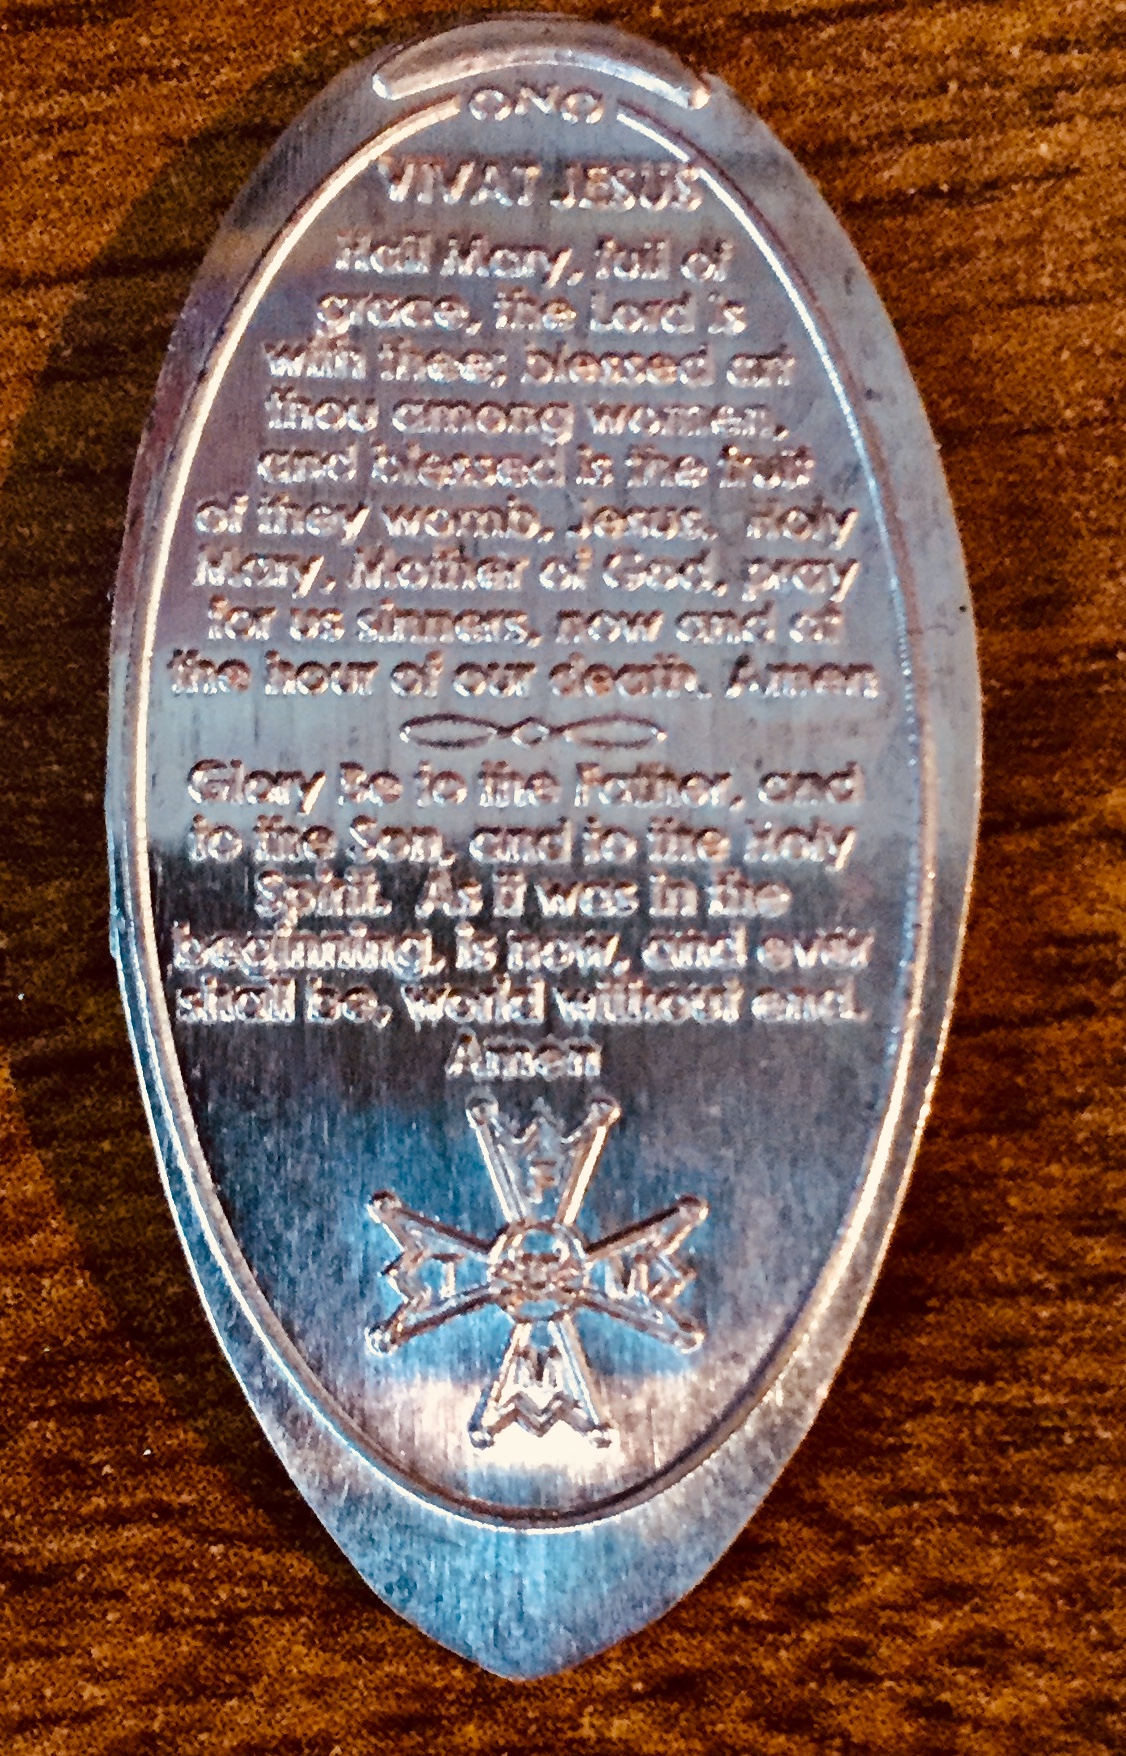 ONO
VIVAT JESUS
Hail Mary, full of
grace, the Lord is
with thee; blessed art
thou among women,
and blessed is the fruit
of they womb, Jesus. Holy
Mary, Mother of God, pray
for us sinners, now and at
the hour of our death. Amen
Glory Be to the Father, and
to the Son, and to the Holy
Spirit. As it was in the
beginning, is now, and ever
shall be, world without end.
Amen
F
M